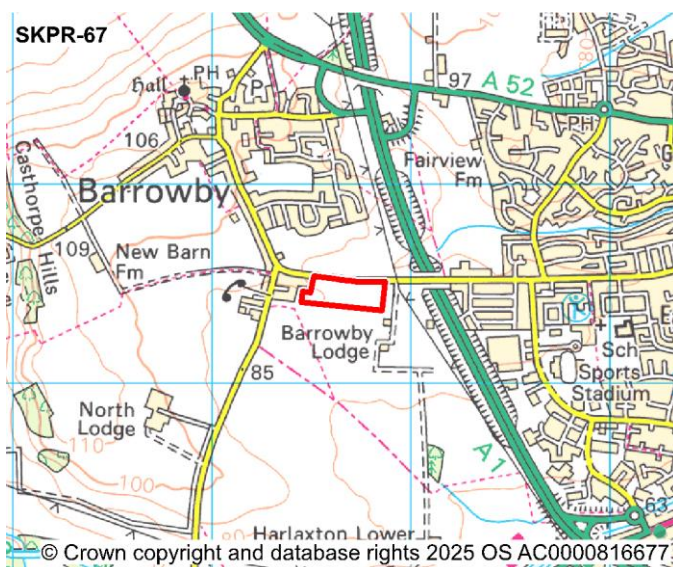 SKPR-67
Hall
PH
P
97
A 52
PH
106
Fairview
Fm
G
Casthorpe Hills
Barrowby
109
New Barn
Fm
Barrowby
Lodge
Sch
Sports
Stadium
E
85
North
Lodge
110
100
A 1
63
80
Harlaxton Lower
© Crown copyright and database rights 2025 OS AC0000816677